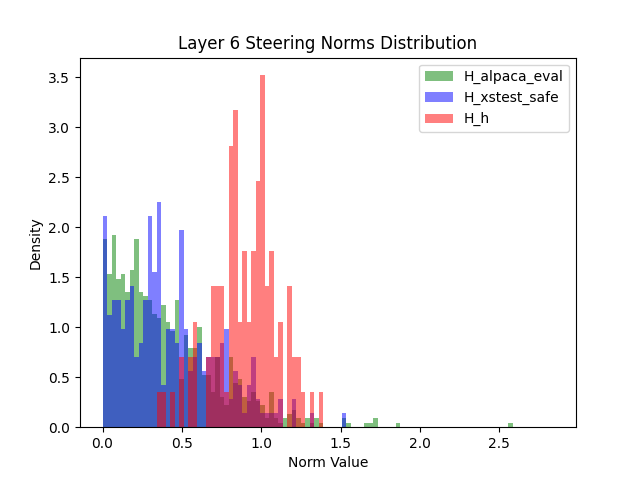 Layer 6 Steering Norms Distribution
H_alpaca_eval
H_xstest_safe
H_h
Density
3.5
3.0
2.5
2.0
1.5
1.0
0.5
0.0
0.0 0.5 1.0 1.5 2.0 2.5
Norm Value